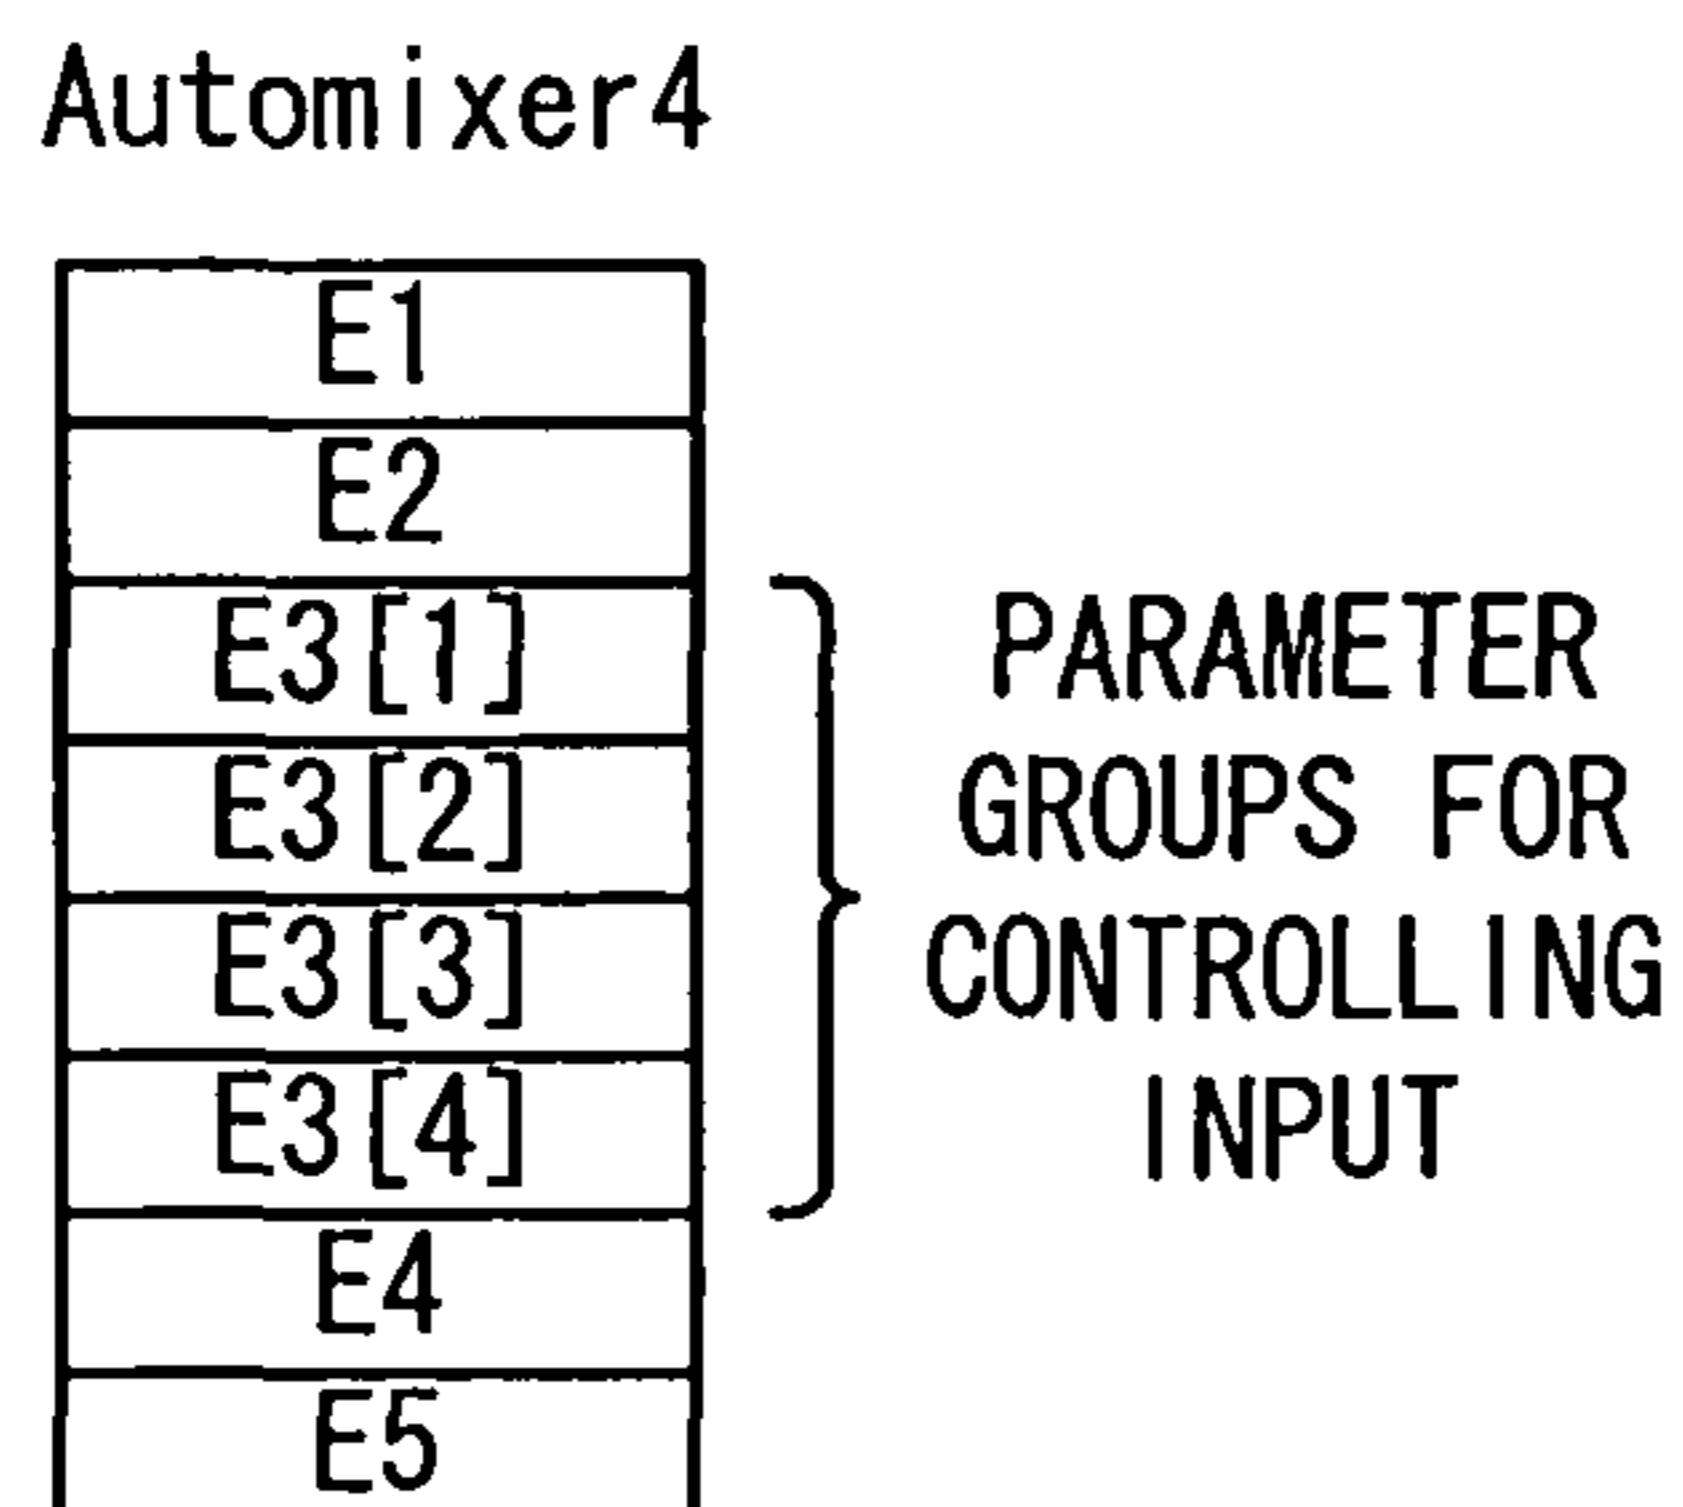 Automixer4
E1
E2
E3[1]
E3[2]
E3[3]
E3[4]
E4
E5
PARAMETER
GROUPS FOR
CONTROLLING
INPUT